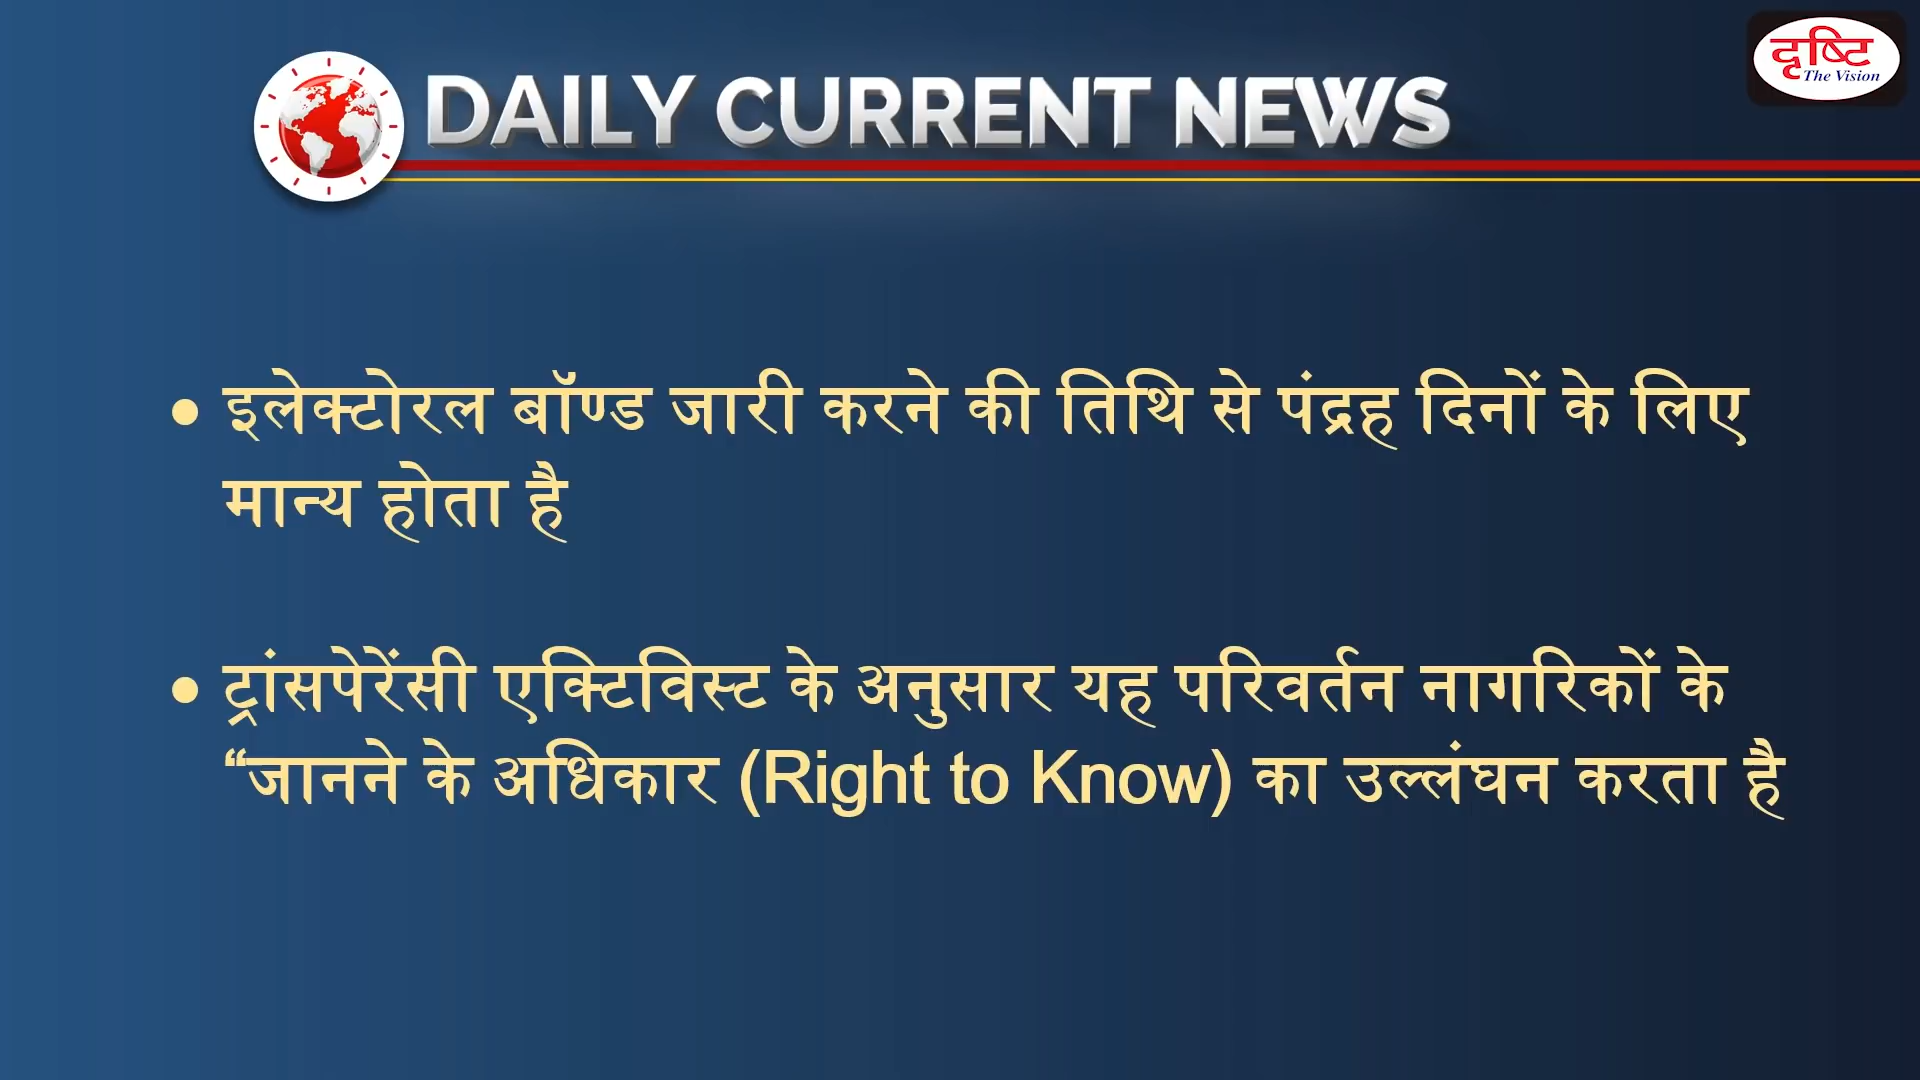 दृष्टि
The Vision
DAILY CURRENT NEWS
• इलेक्टोरल बॉण्ड जारी करने की तिथि से पंद्रह दिनों के लिए
मान्य होता है
• ट्रांसपेरेंसी एक्टिविस्ट के अनुसार यह परिवर्तन नागरिकों के
“जानने के अधिकार (Right to Know) का उल्लंघन करता है